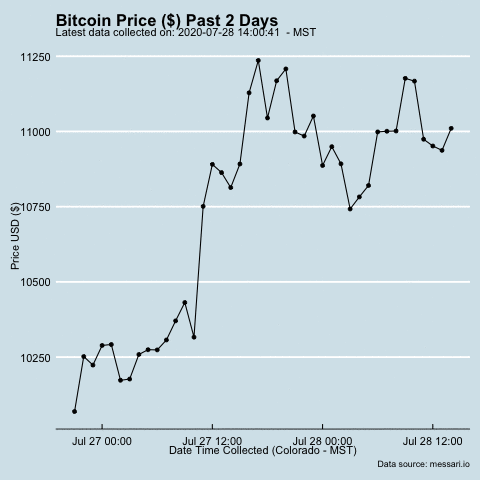 Bitcoin Price ($) Past 2 Days
Latest data collected on: 2020-07-28 14:00:41 - MST
11250
11000
10750
10500
10250
Price USD ($)
Jul 27 00:00 Jul 27 12:00 Jul 28 00:00 Jul 28 12:00
Date Time Collected (Colorado - MST)
Data source: messari.io